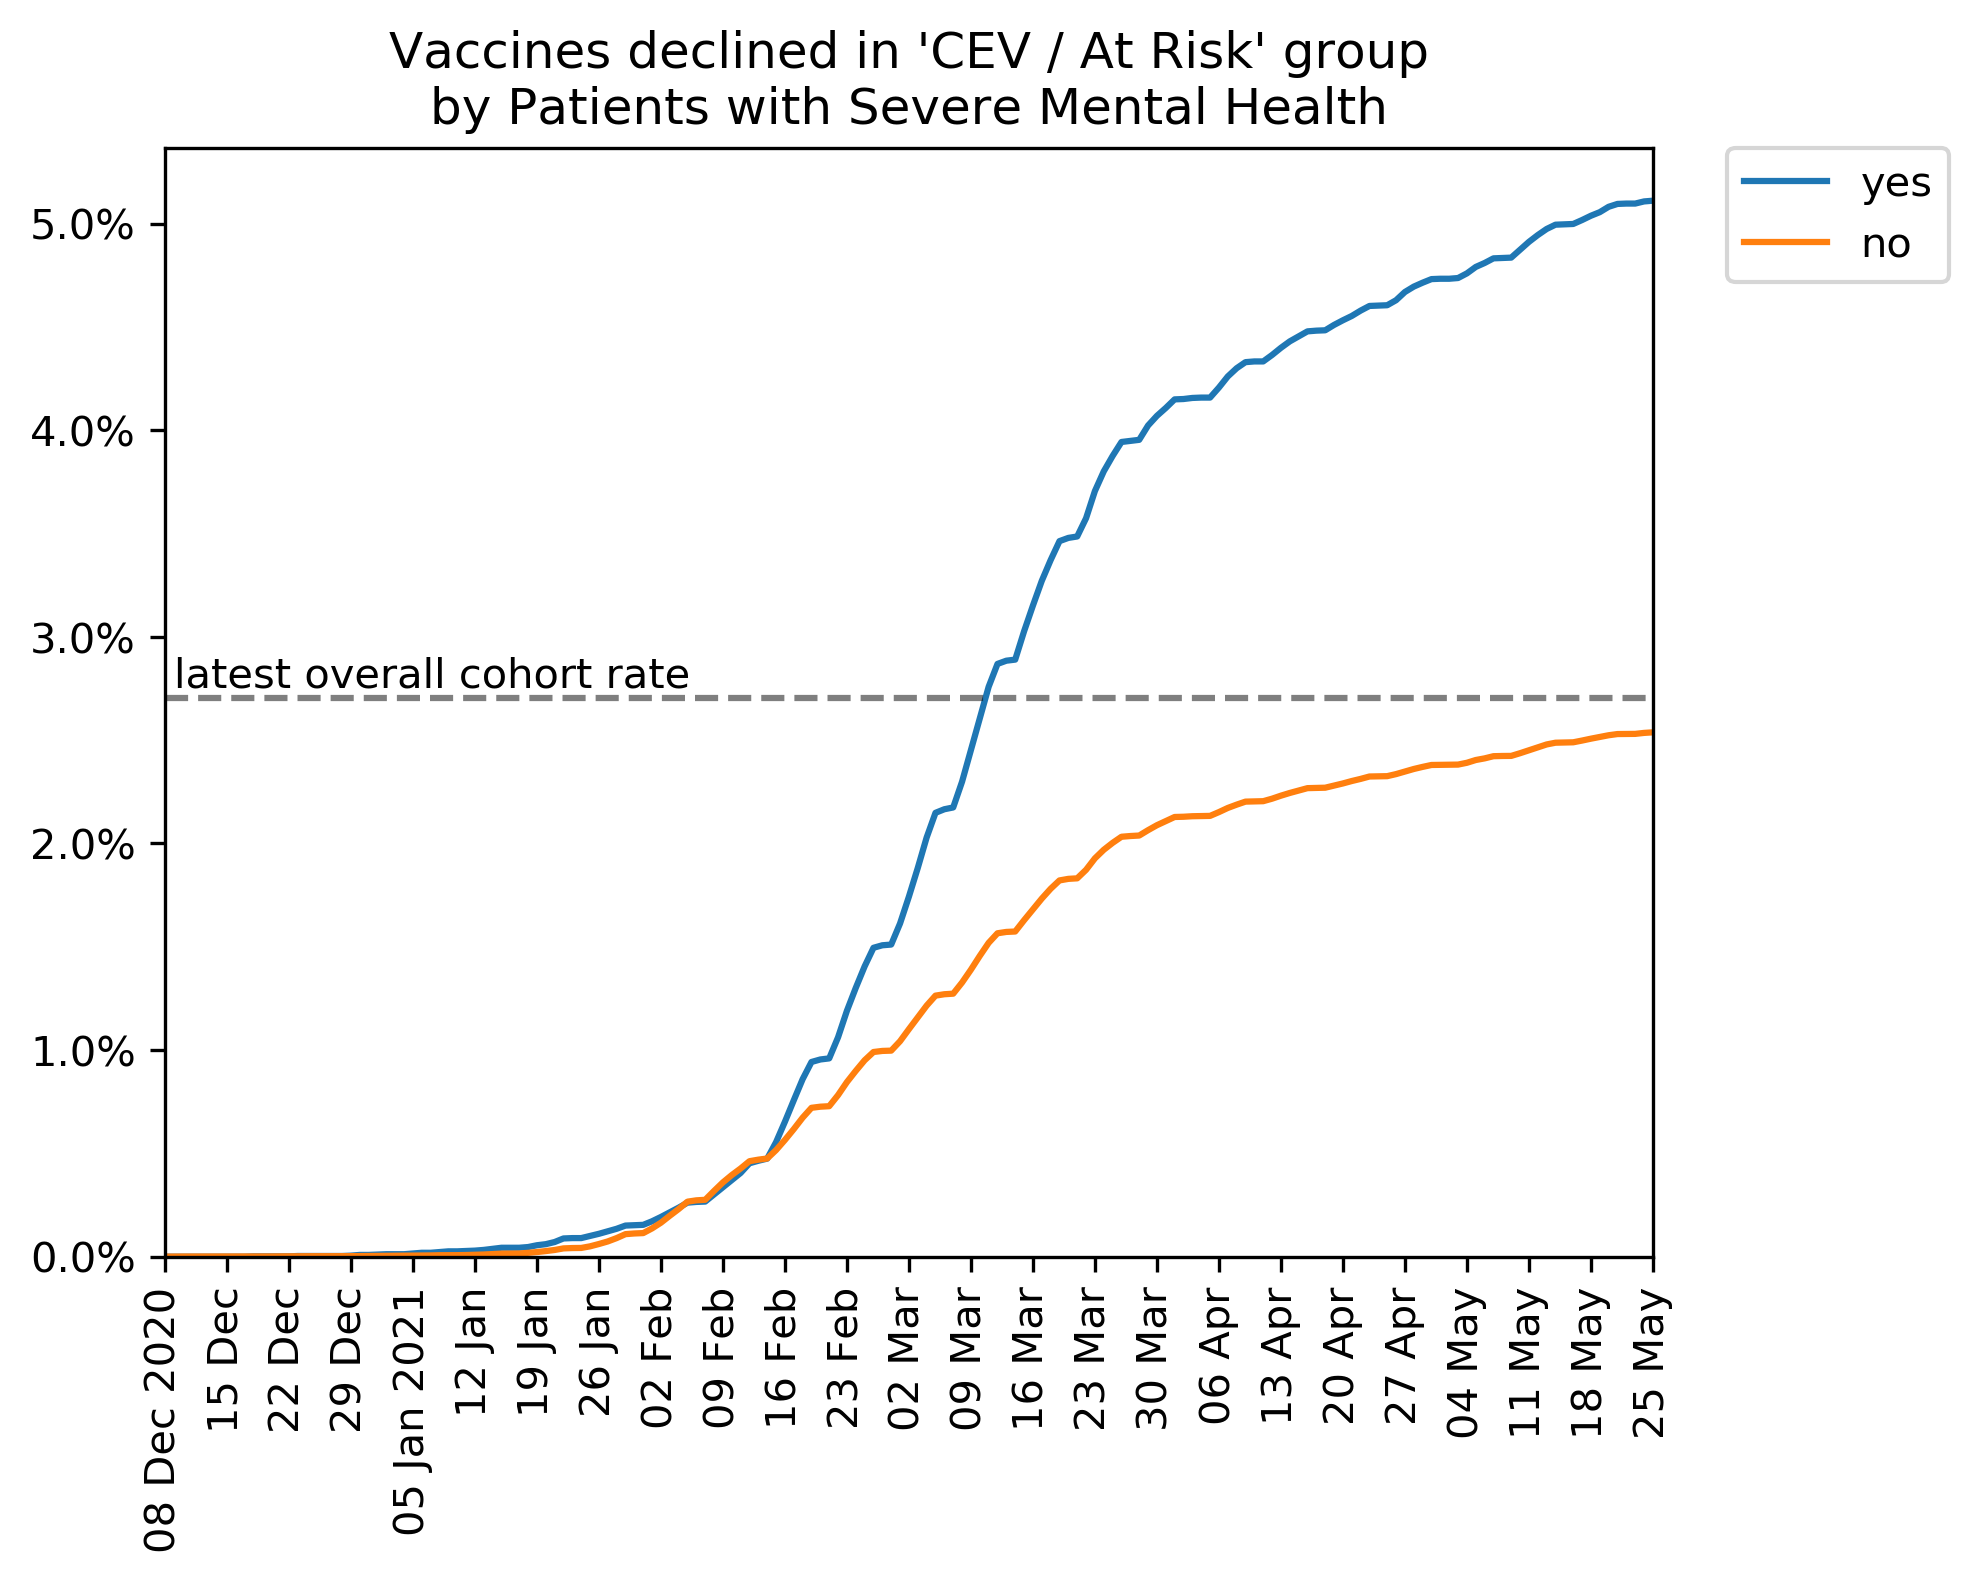 Vaccines declined in 'CEV / At Risk' group
by Patients with Severe Mental Health
yes
no
5.0%
4.0%
3.0%
latest overall cohort rate
2.0%
1.0%
0.0%
08 Dec 2020
15 Dec
22 Dec
29 Dec
05 Jan 2021
12 Jan
19 Jan
26 Jan
02 Feb
09 Feb
16 Feb
23 Feb
02 Mar
09 Mar
16 Mar
23 Mar
30 Mar
06 Apr
13 Apr
20 Apr
27 Apr
04 May
11 May
18 May
25 May